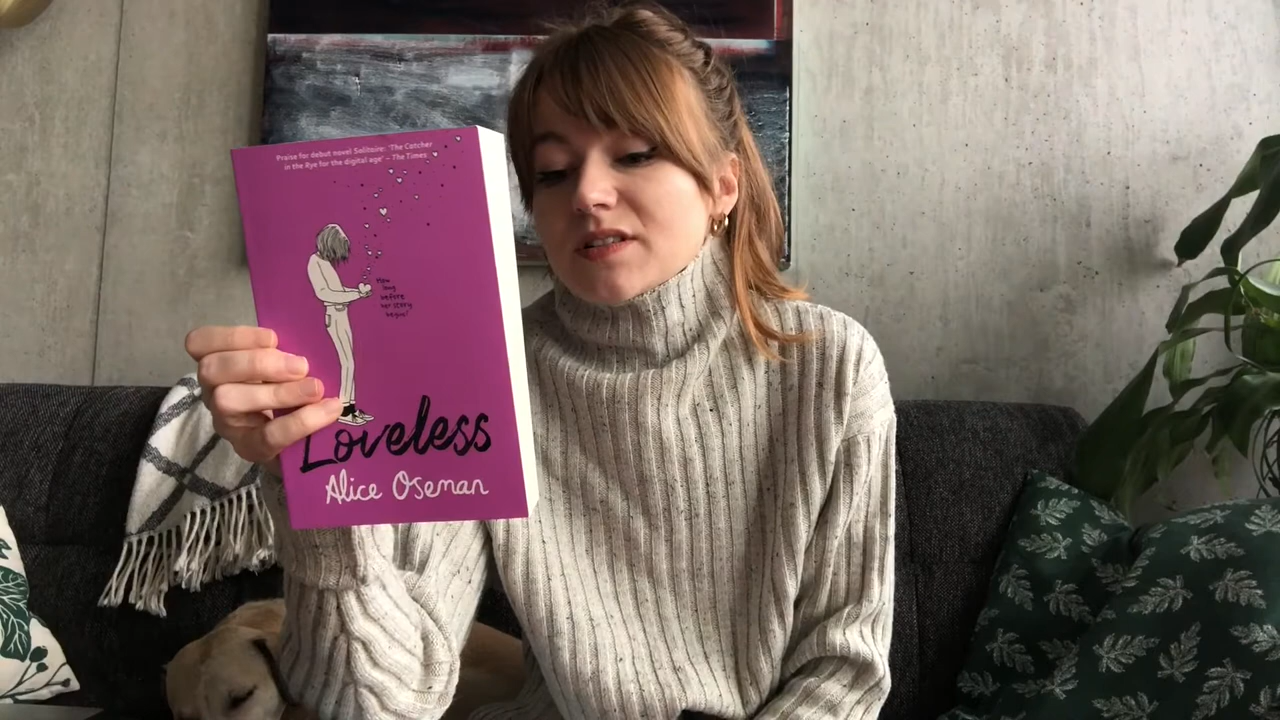 Praise for debut novel Solitaire: 'The Catcher
in the Rye for the digital age' – The Times
How
long
before
her story
begins?
Loveless
Alice Oseman